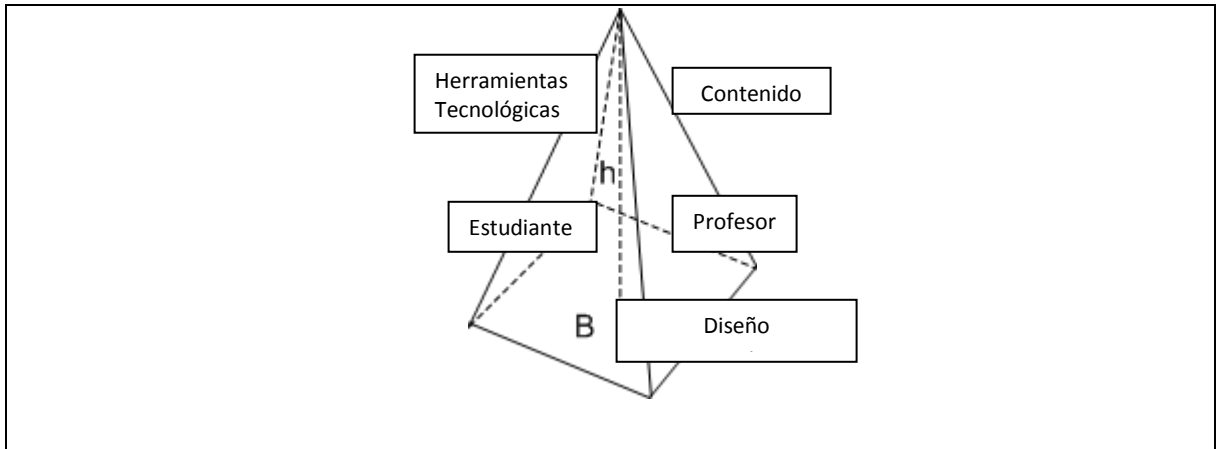 Herramientas
Tecnológicas
Contenido
h
Estudiante
Profesor
B
Diseño